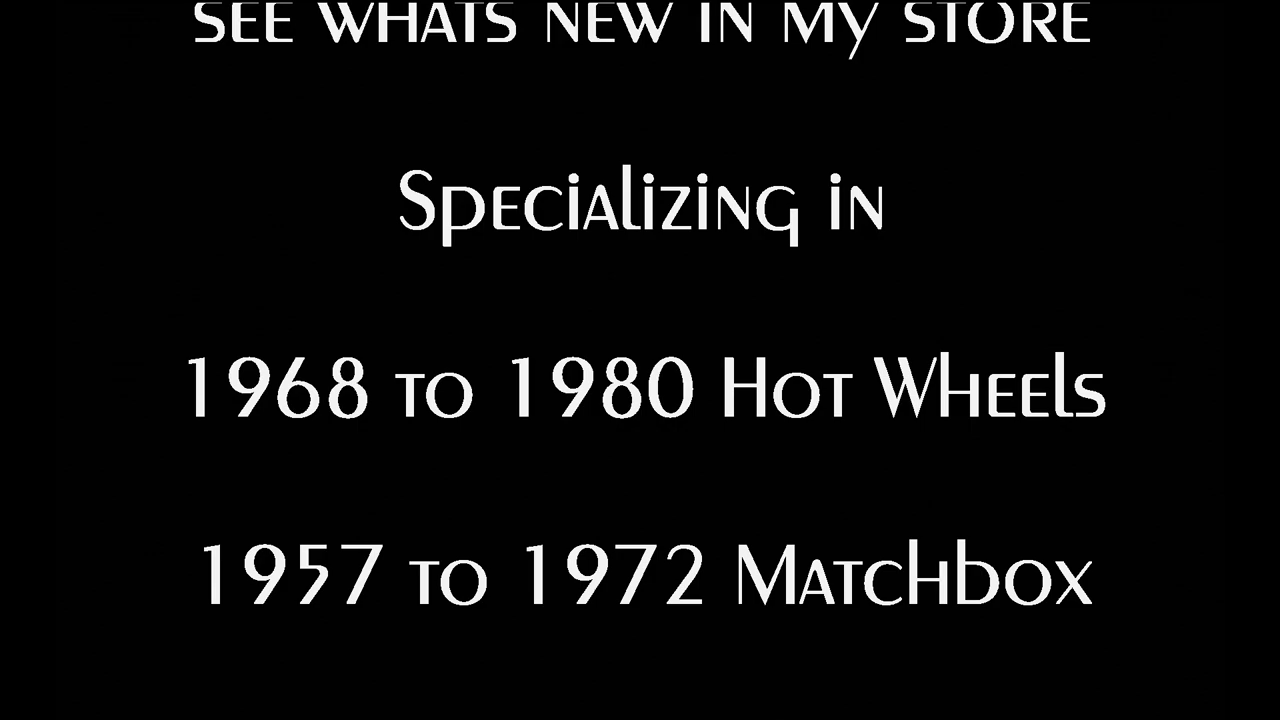 SEE WHATS NEW IN MY STORE
Specializing in
1968 to 1980 Hot Wheels
1957 to 1972 Matchbox